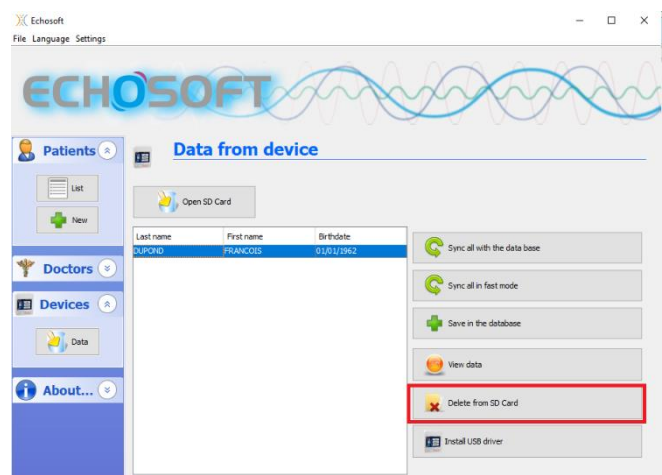 Echosoft
File Language Settings
ECHOSOFT
Patients
List
New
Doctors
Devices
Data
About...
Data from device
Open SD Card
Last name First name Birthdate
DUPOND FRANCOIS 01/01/1962
Sync all with the data base
Sync all in fast mode
Save in the database
View data
Delete from SD Card
Install USB driver